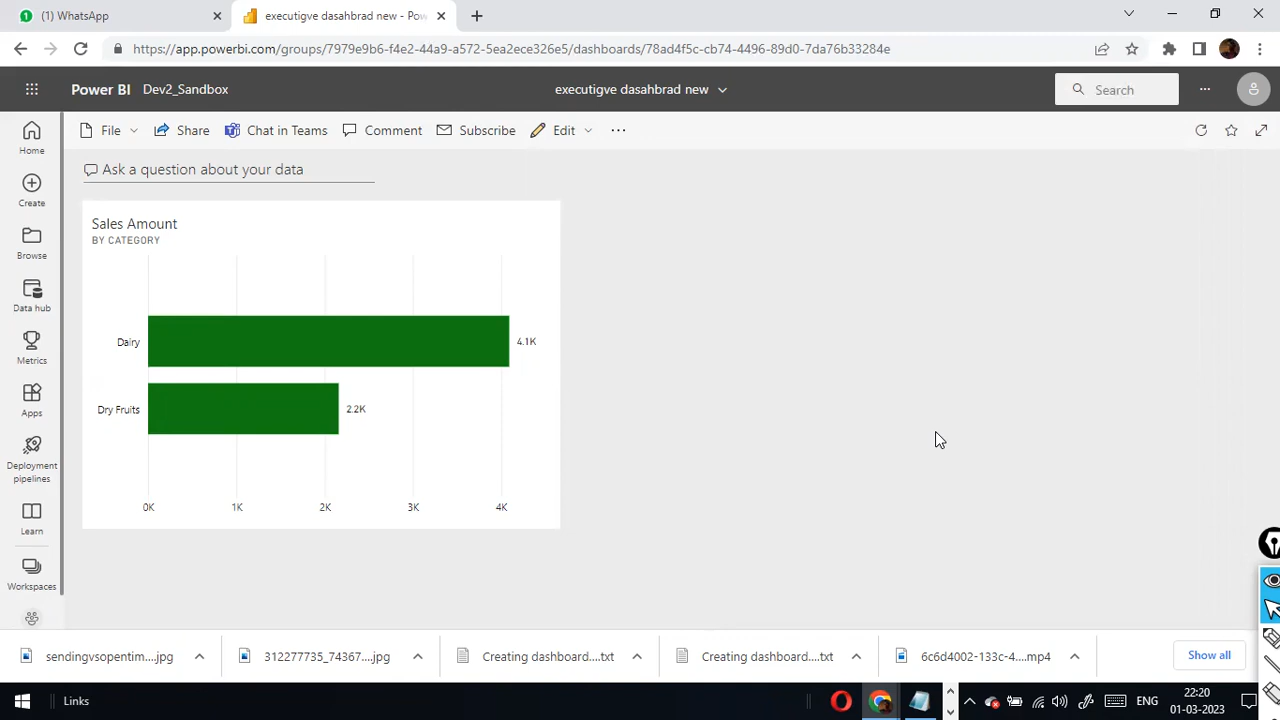 (1) WhatsApp
executigve dasahbrad new - Pow
https://app.powerbi.com/groups/7979e9b6-f4e2-44a9-a572-5ea2ece326e5/dashboards/78ad4f5c-cb74-4496-89d0-7da76b33284e
Power BI Dev2_Sandbox executigve dasahbrad new Search
File Share Chat in Teams Comment Subscribe Edit
Home
Create
Browse
Data hub
Metrics
Apps
Deployment
pipelines
Learn
Workspaces
Ask a question about your data
Sales Amount
BY CATEGORY
Dairy 4.1K
Dry Fruits 2.2K
0K 1K 2K 3K 4K
sendingvsopentim....jpg 312277735_74367....jpg Creating dashboard....txt Creating dashboard....txt 6c6d4002-133c-4....mp4 Show all
Links ENG 22:20
01-03-2023